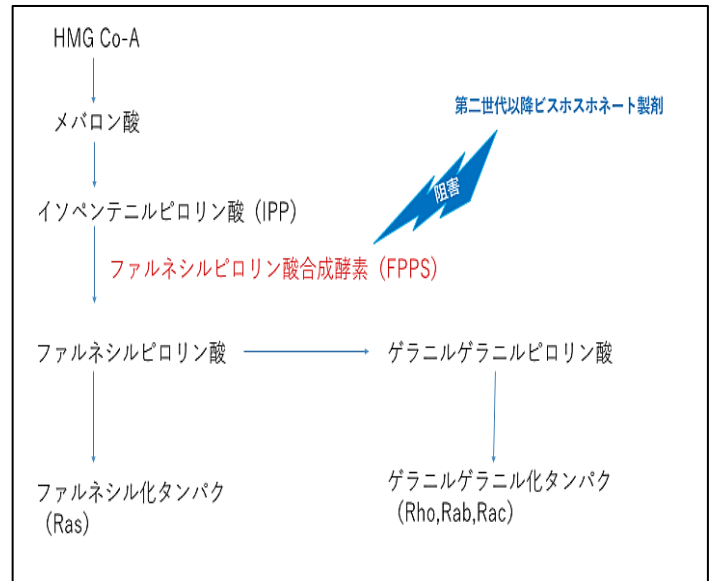 HMG Co-A
第二世代以降ビスホスホネート製剤
メバロン酸
阻害
イソペンテニルピロリン酸（IPP）
ファルネシルピロリン酸合成酵素（FPPS）
ファルネシルピロリン酸
ゲラニルゲラニルピロリン酸
ファルネシル化タンパク
（Ras）
ゲラニルゲラニル化タンパク
（Rho,Rab,Rac）